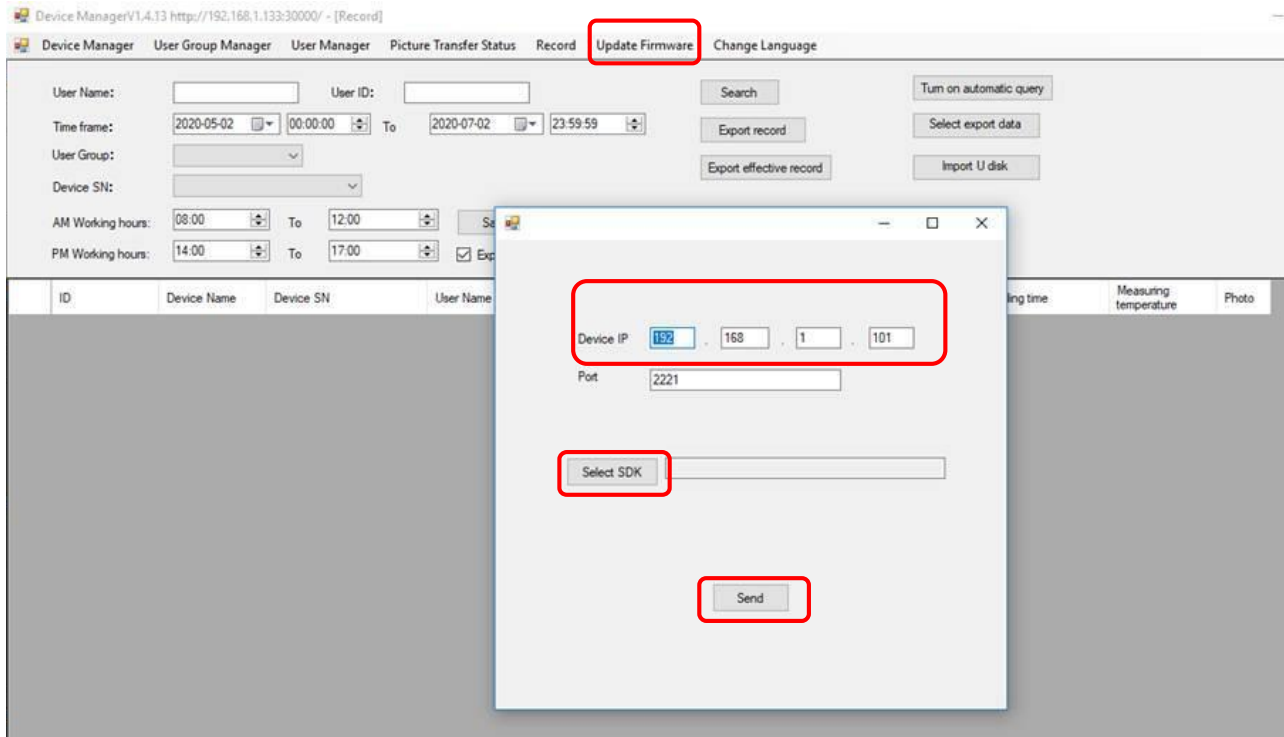 Device ManagerV1.4.13 http://192.168.1.133:30000/ - [Record]
Device Manager User Group Manager User Manager Picture Transfer Status Record Update Firmware Change Language
User Name: User ID: Search Turn on automatic query
Time frame: 2020-05-02 00:00:00 To 2020-07-02 23:59:59 Export record Select export data
User Group: Export effective record Import U disk
Device SN:
AM Working hours: 08:00 To 12:00 Sa
PM Working hours: 14:00 To 17:00 Exp
ID Device Name Device SN User Name ling time Measuring temperature Photo
Device IP 192 . 168 . 1 . 101
Port 2221
Select SDK
Send